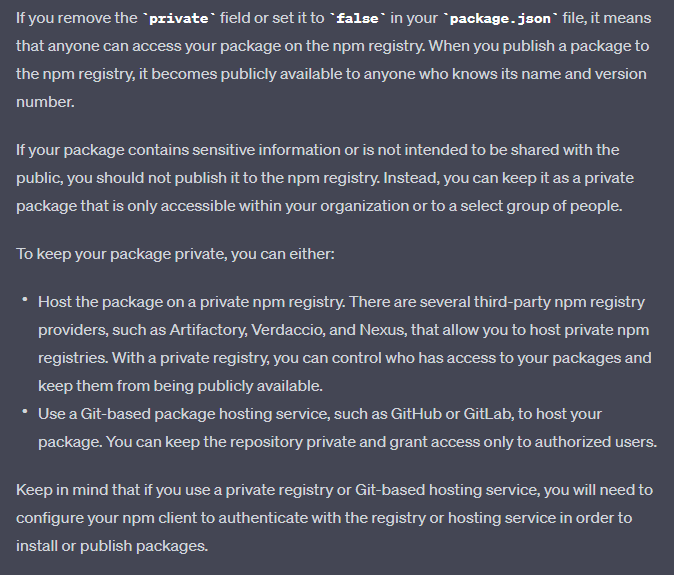 If you remove the `private` field or set it to `false` in your `package.json` file, it means
that anyone can access your package on the npm registry. When you publish a package to
the npm registry, it becomes publicly available to anyone who knows its name and version
number.
If your package contains sensitive information or is not intended to be shared with the
public, you should not publish it to the npm registry. Instead, you can keep it as a private
package that is only accessible within your organization or to a select group of people.
To keep your package private, you can either:
• Host the package on a private npm registry. There are several third-party npm registry
providers, such as Artifactory, Verdaccio, and Nexus, that allow you to host private npm
registries. With a private registry, you can control who has access to your packages and
keep them from being publicly available.
• Use a Git-based package hosting service, such as GitHub or GitLab, to host your
package. You can keep the repository private and grant access only to authorized users.
Keep in mind that if you use a private registry or Git-based hosting service, you will need to
configure your npm client to authenticate with the registry or hosting service in order to
install or publish packages.